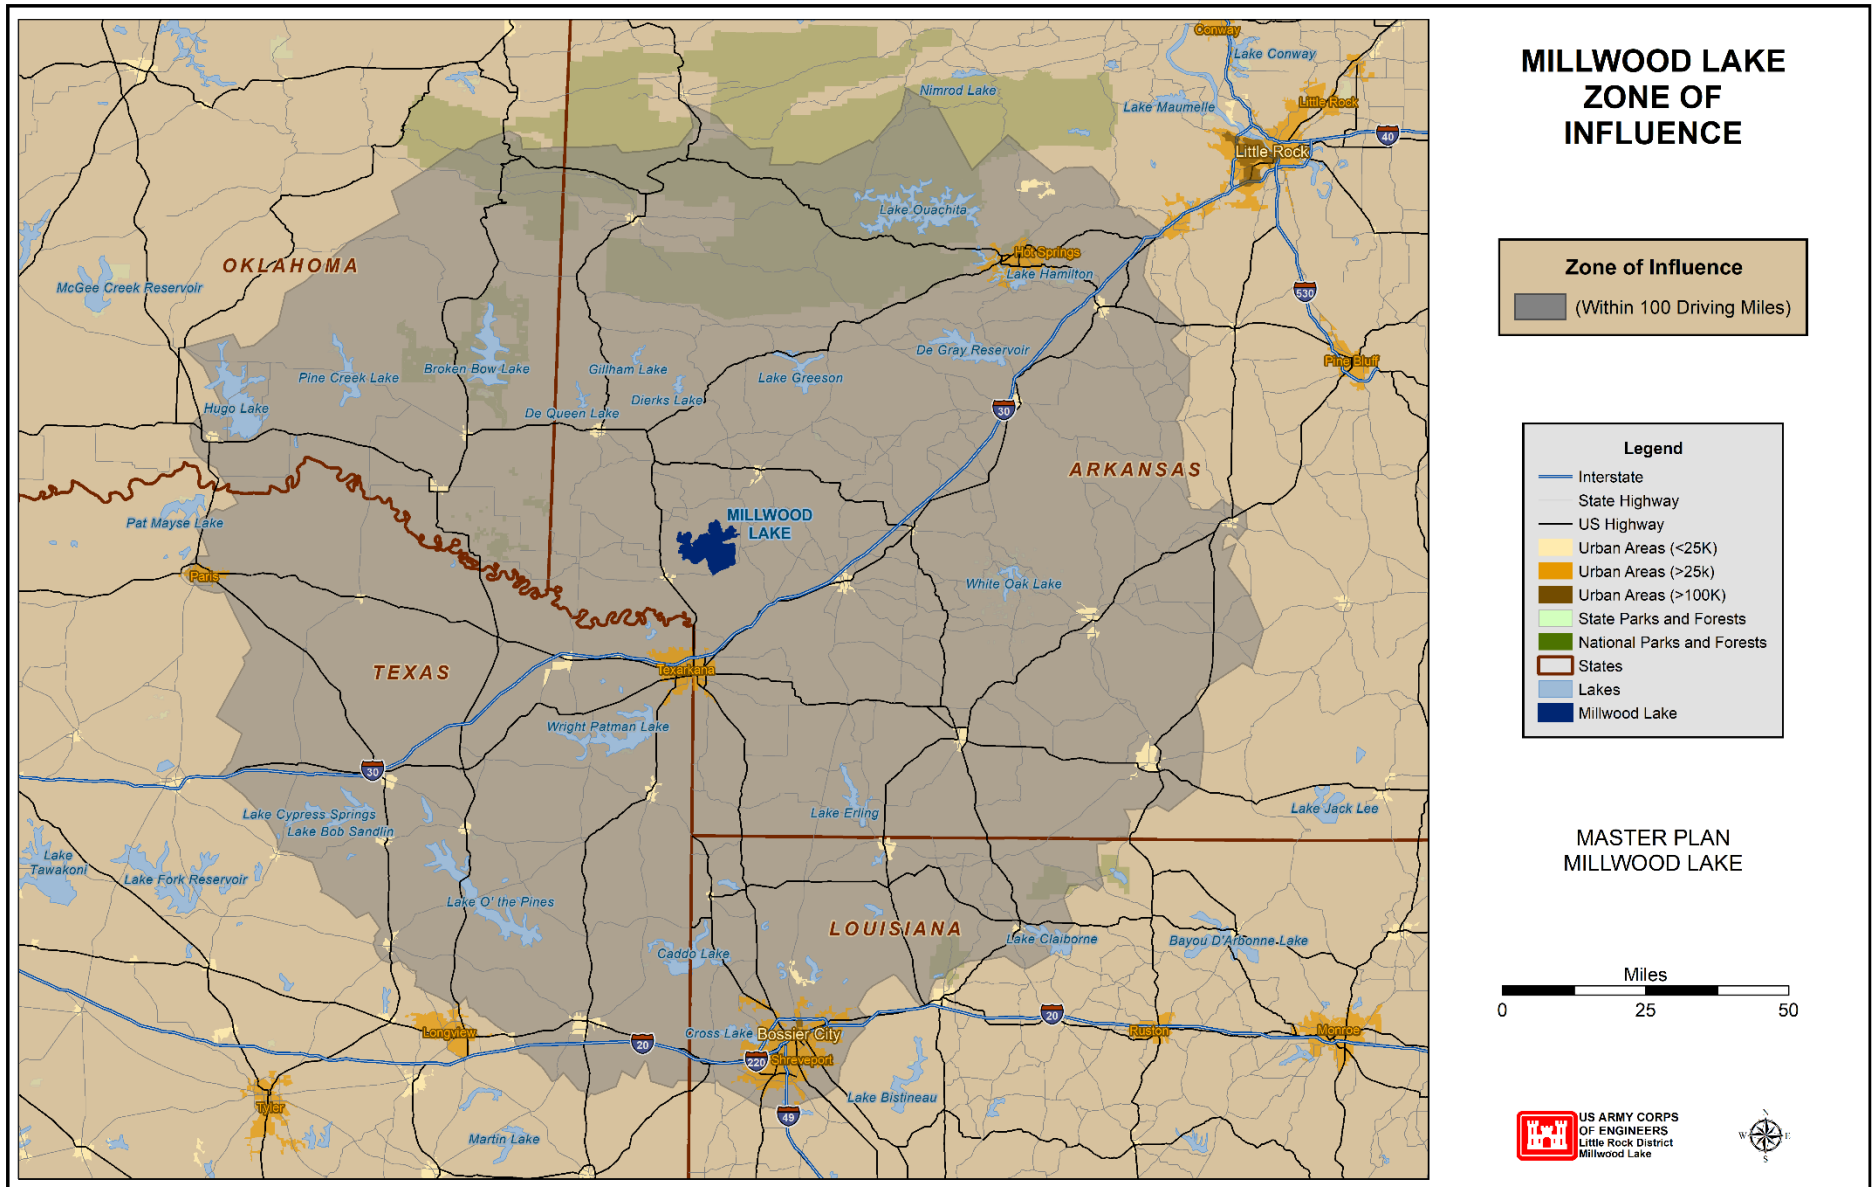 MILLWOOD LAKE
ZONE OF
INFLUENCE
Zone of Influence
(Within 100 Driving Miles)
Legend
Interstate
State Highway
US Highway
Urban Areas (<25K)
Urban Areas (>25k)
Urban Areas (>100K)
State Parks and Forests
National Parks and Forests
States
Lakes
Millwood Lake
MASTER PLAN
MILLWOOD LAKE
Miles
0 25 50
US ARMY CORPS
OF ENGINEERS
Little Rock District
Millwood Lake
N
W E
S
Conway
Lake Conway
Nimrod Lake
Lake Maumelle
Little Rock
40
Little Rock
Lake Ouachita
OKLAHOMA
Hot Springs
Lake Hamilton
McGee Creek Reservoir
530
De Gray Reservoir
Pine Bluff
Pine Creek Lake
Broken Bow Lake
Gillham Lake
Lake Greeson
Hugo Lake
De Queen Lake
Dierks Lake
30
ARKANSAS
Pat Mayse Lake
MILLWOOD
LAKE
Paris
White Oak Lake
TEXAS
Texarkana
Wright Patman Lake
30
Lake Cypress Springs
Lake Bob Sandlin
Lake Erling
Lake Jack Lee
Lake
Tawakoni
Lake Fork Reservoir
Lake O' the Pines
LOUISIANA
Caddo Lake
Lake Claiborne
Bayou D'Arbonne Lake
Longview
20
Cross Lake
Bossier City
20
Ruston
Monroe
220
Shreveport
Tyler
Lake Bistineau
49
Martin Lake